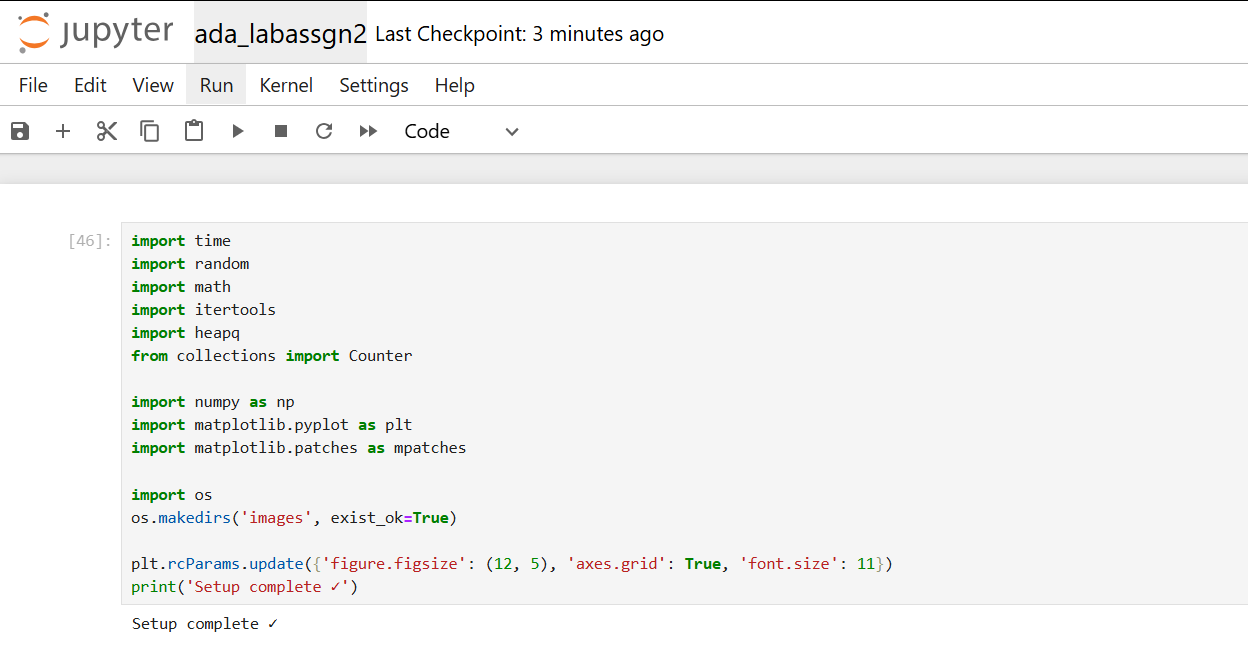 jupyter ada_labassgn2 Last Checkpoint: 3 minutes ago
File Edit View Run Kernel Settings Help
Code
[46]:
import time
import random
import math
import itertools
import heapq
from collections import Counter
import numpy as np
import matplotlib.pyplot as plt
import matplotlib.patches as mpatches
import os
os.makedirs('images', exist_ok=True)
plt.rcParams.update({'figure.figsize': (12, 5), 'axes.grid': True, 'font.size': 11})
print('Setup complete ✓')
Setup complete ✓